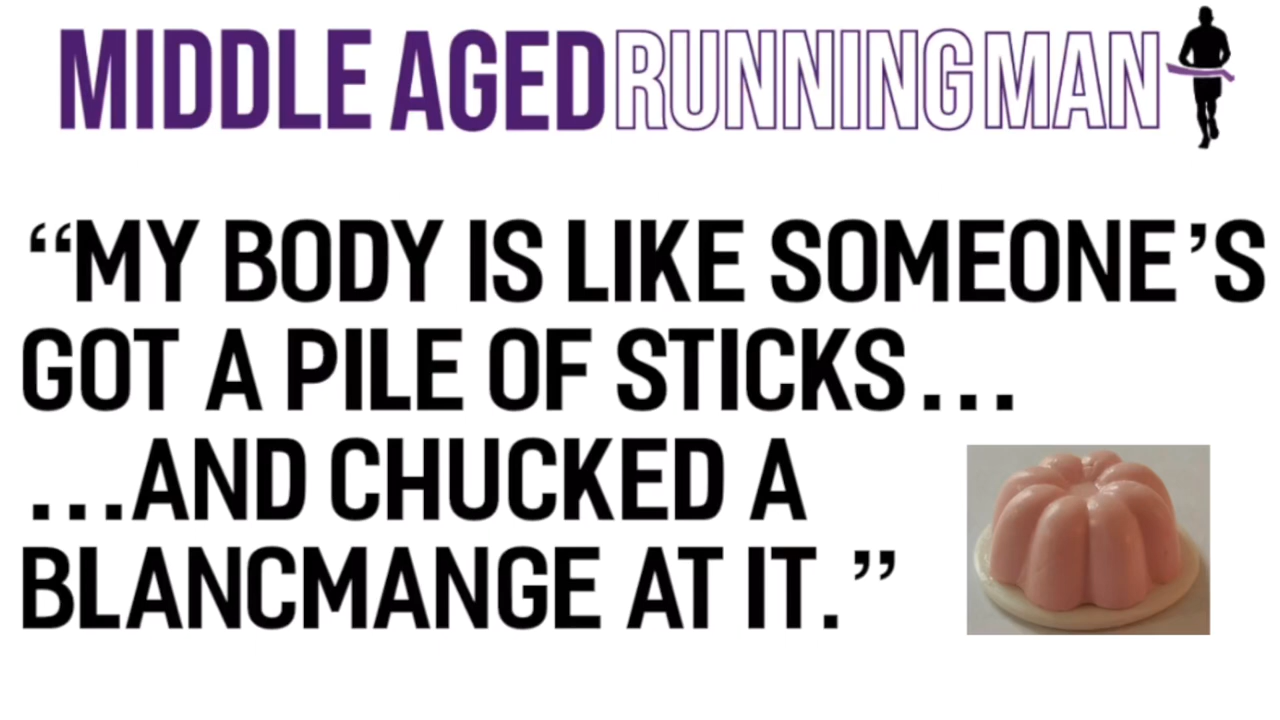 MIDDLE AGED RUNNING MAN
“MY BODY IS LIKE SOMEONE’S
GOT A PILE OF STICKS...
...AND CHUCKED A
BLANCMANGE AT IT.”